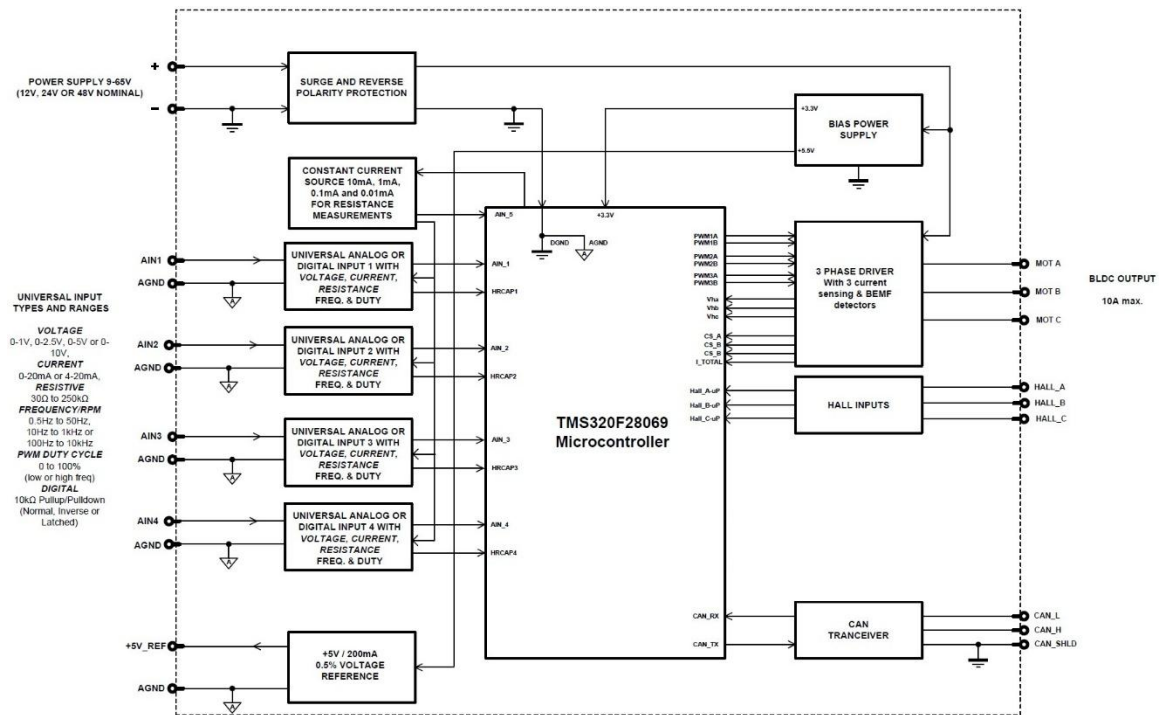 +
POWER SUPPLY 9-65V
(12V, 24V OR 48V NOMINAL)
-
SURGE AND REVERSE
POLARITY PROTECTION
+3.3V
BIAS POWER
SUPPLY
+5.5V
CONSTANT CURRENT
SOURCE 10mA, 1mA,
0.1mA and 0.01mA
FOR RESISTANCE
MEASUREMENTS
AIN_5
+3.3V
DGND
AGND
A
PWM1A
PWM1B
PWM2A
PWM2B
PWM3A
PWM3B
Vha
Vhb
Vhc
CS_A
CS_B
CS_B
I_TOTAL
3 PHASE DRIVER
With 3 current
sensing & BEMF
detectors
MOT A
MOT B
MOT C
BLDC OUTPUT
10A max.
AIN1
AGND
A
UNIVERSAL ANALOG OR
DIGITAL INPUT 1 WITH
VOLTAGE, CURRENT,
RESISTANCE
FREQ. & DUTY
AIN_1
HRCAP1
UNIVERSAL INPUT
TYPES AND RANGES
VOLTAGE
0-1V, 0-2.5V, 0-5V or 0-
10V,
CURRENT
0-20mA or 4-20mA,
RESISTIVE
30Ω to 250kΩ
FREQUENCY/RPM
0.5Hz to 50Hz,
10Hz to 1kHz or
100Hz to 10kHz
PWM DUTY CYCLE
0 to 100%
(low or high freq)
DIGITAL
10kΩ Pullup/Pulldown
(Normal, Inverse or
Latched)
AIN2
AGND
A
UNIVERSAL ANALOG OR
DIGITAL INPUT 2 WITH
VOLTAGE, CURRENT,
RESISTANCE
FREQ. & DUTY
AIN_2
HRCAP2
Hall_A-uP
Hall_B-uP
Hall_C-uP
HALL INPUTS
HALL_A
HALL_B
HALL_C
TMS320F28069
Microcontroller
AIN3
AGND
A
UNIVERSAL ANALOG OR
DIGITAL INPUT 3 WITH
VOLTAGE, CURRENT,
RESISTANCE
FREQ. & DUTY
AIN_3
HRCAP3
AIN4
AGND
A
UNIVERSAL ANALOG OR
DIGITAL INPUT 4 WITH
VOLTAGE, CURRENT,
RESISTANCE
FREQ. & DUTY
AIN_4
HRCAP4
CAN_RX
CAN_TX
CAN
TRANCEIVER
CAN_L
CAN_H
CAN_SHLD
+5V_REF
AGND
A
+5V / 200mA
0.5% VOLTAGE
REFERENCE